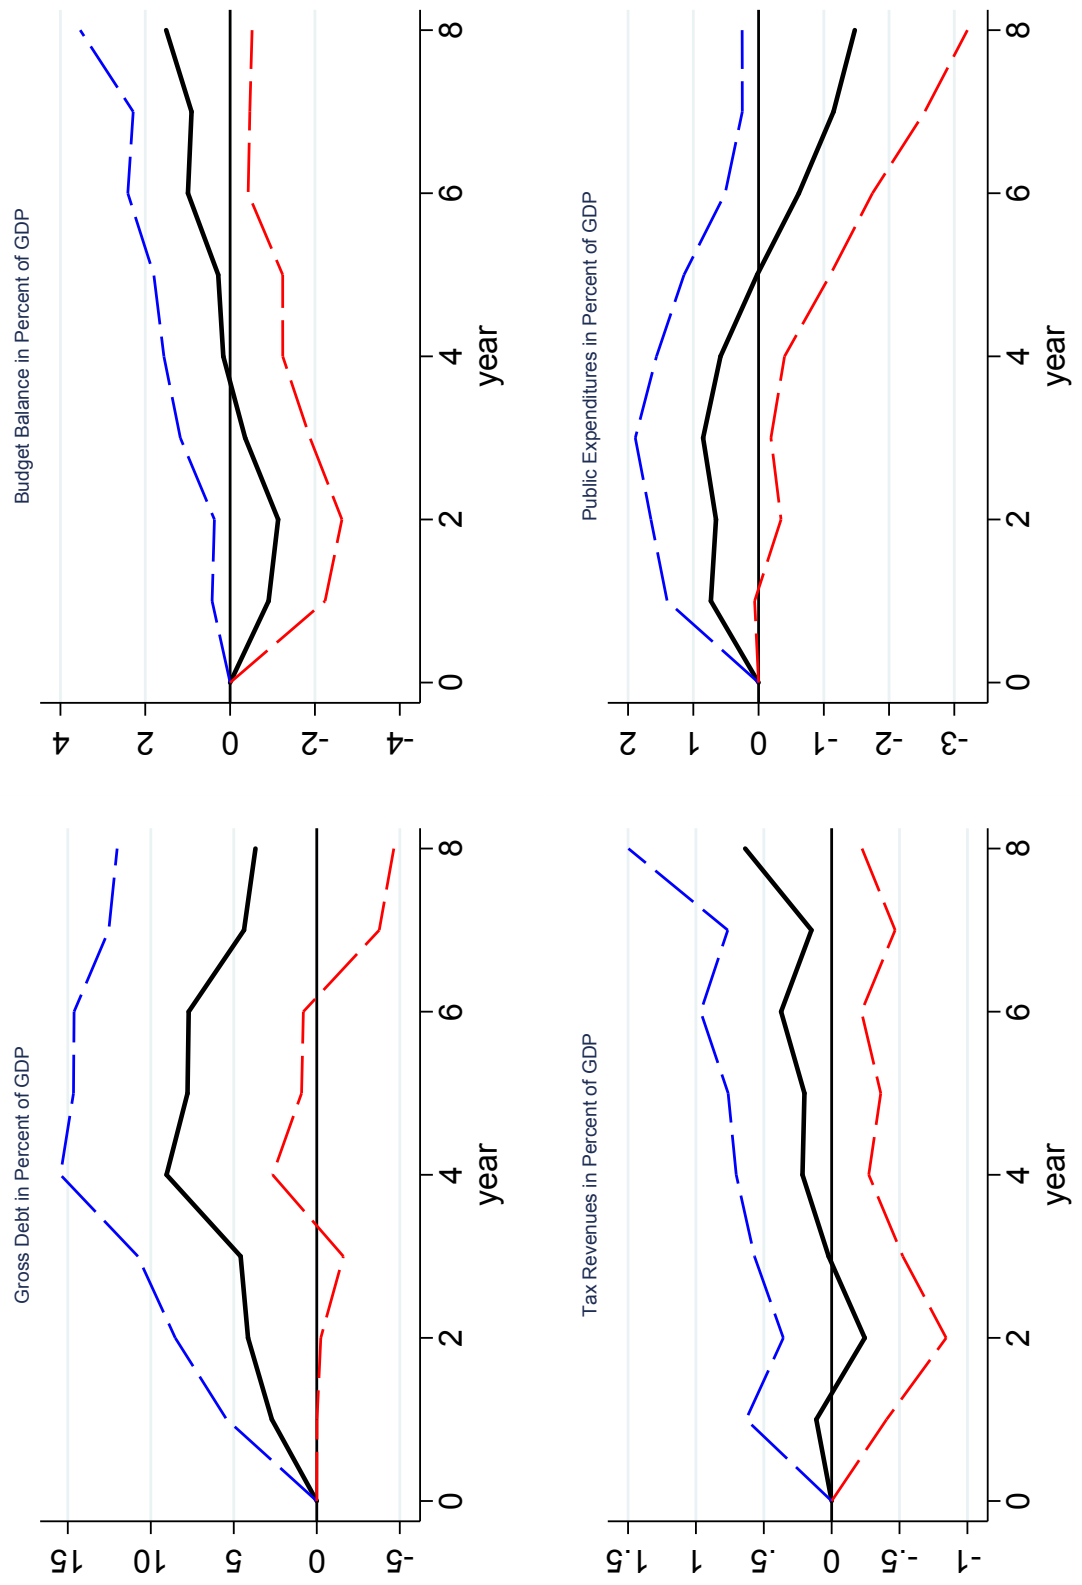 Gross Debt in Percent of GDP
15
10
5
0
-5
0 2 4 6 8
year
Budget Balance in Percent of GDP
4
2
0
-2
-4
0 2 4 6 8
year
Tax Revenues in Percent of GDP
1.5
1
.5
0
-.5
-1
0 2 4 6 8
year
Public Expenditures in Percent of GDP
2
1
0
-1
-2
-3
0 2 4 6 8
year